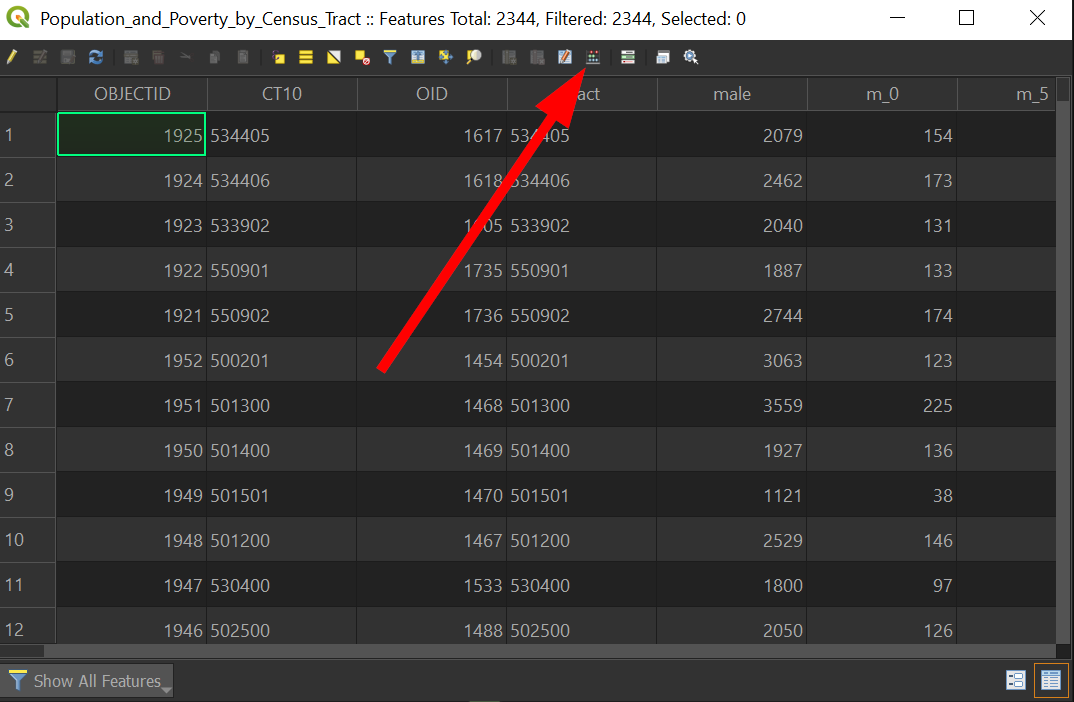 Population_and_Poverty_by_Census_Tract :: Features Total: 2344, Filtered: 2344, Selected: 0
OBJECTID CT10 OID act male m_0 m_5
1 1925 534405 1617 534405 2079 154
2 1924 534406 1618 534406 2462 173
3 1923 533902 05 533902 2040 131
4 1922 550901 1735 550901 1887 133
5 1921 550902 1736 550902 2744 174
6 1952 500201 1454 500201 3063 123
7 1951 501300 1468 501300 3559 225
8 1950 501400 1469 501400 1927 136
9 1949 501501 1470 501501 1121 38
10 1948 501200 1467 501200 2529 146
11 1947 530400 1533 530400 1800 97
12 1946 502500 1488 502500 2050 126
Show All Features